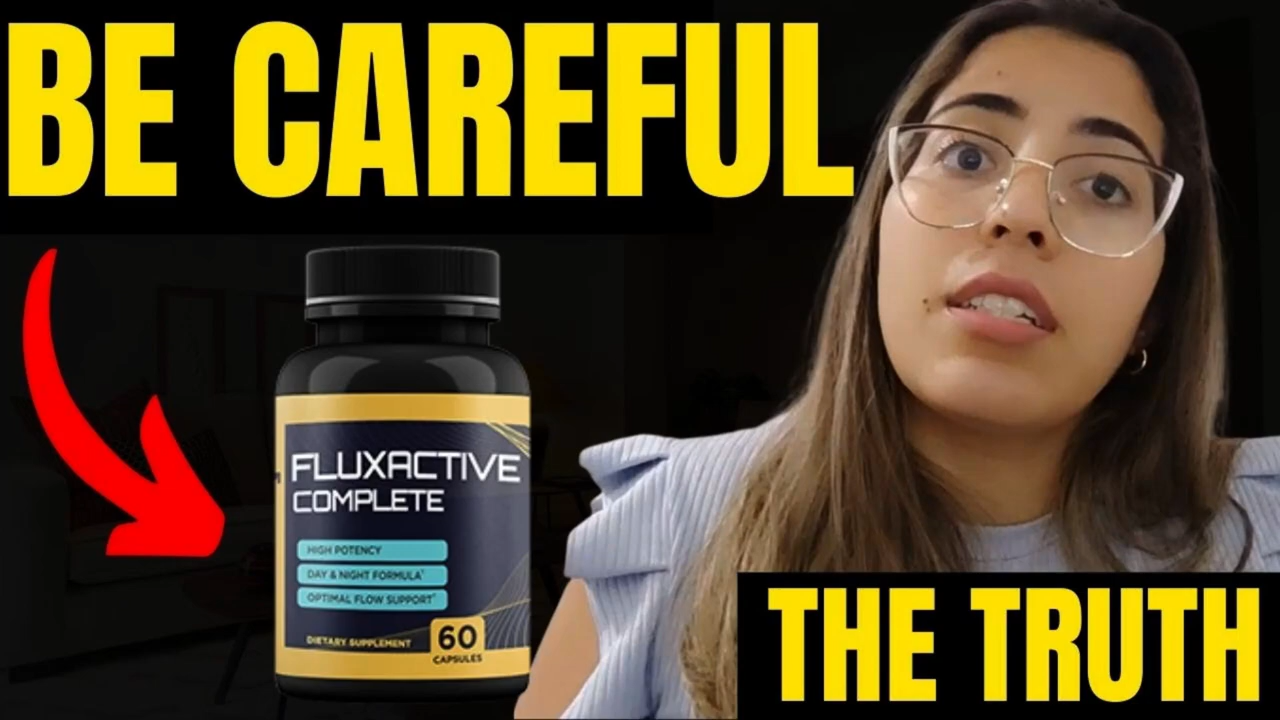 BE CAREFUL
FLUXACTIVE
COMPLETE
HIGH POTENCY
DAY & NIGHT FORMULA*
OPTIMAL FLOW SUPPORT*
DIETARY SUPPLEMENT
60
CAPSULES
THE TRUTH